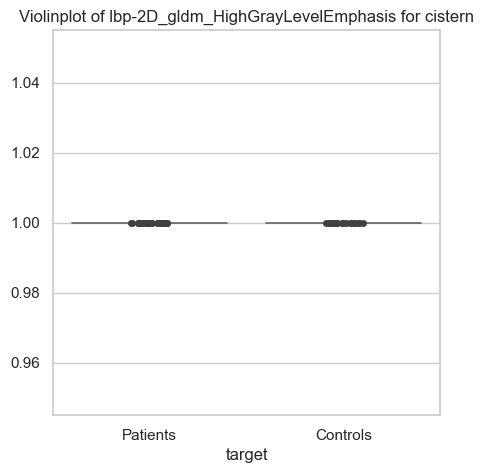 Violinplot of lbp-2D_gldm_HighGrayLevelEmphasis for cistern
1.04
1.02
1.00
0.98
0.96
Patients Controls
target